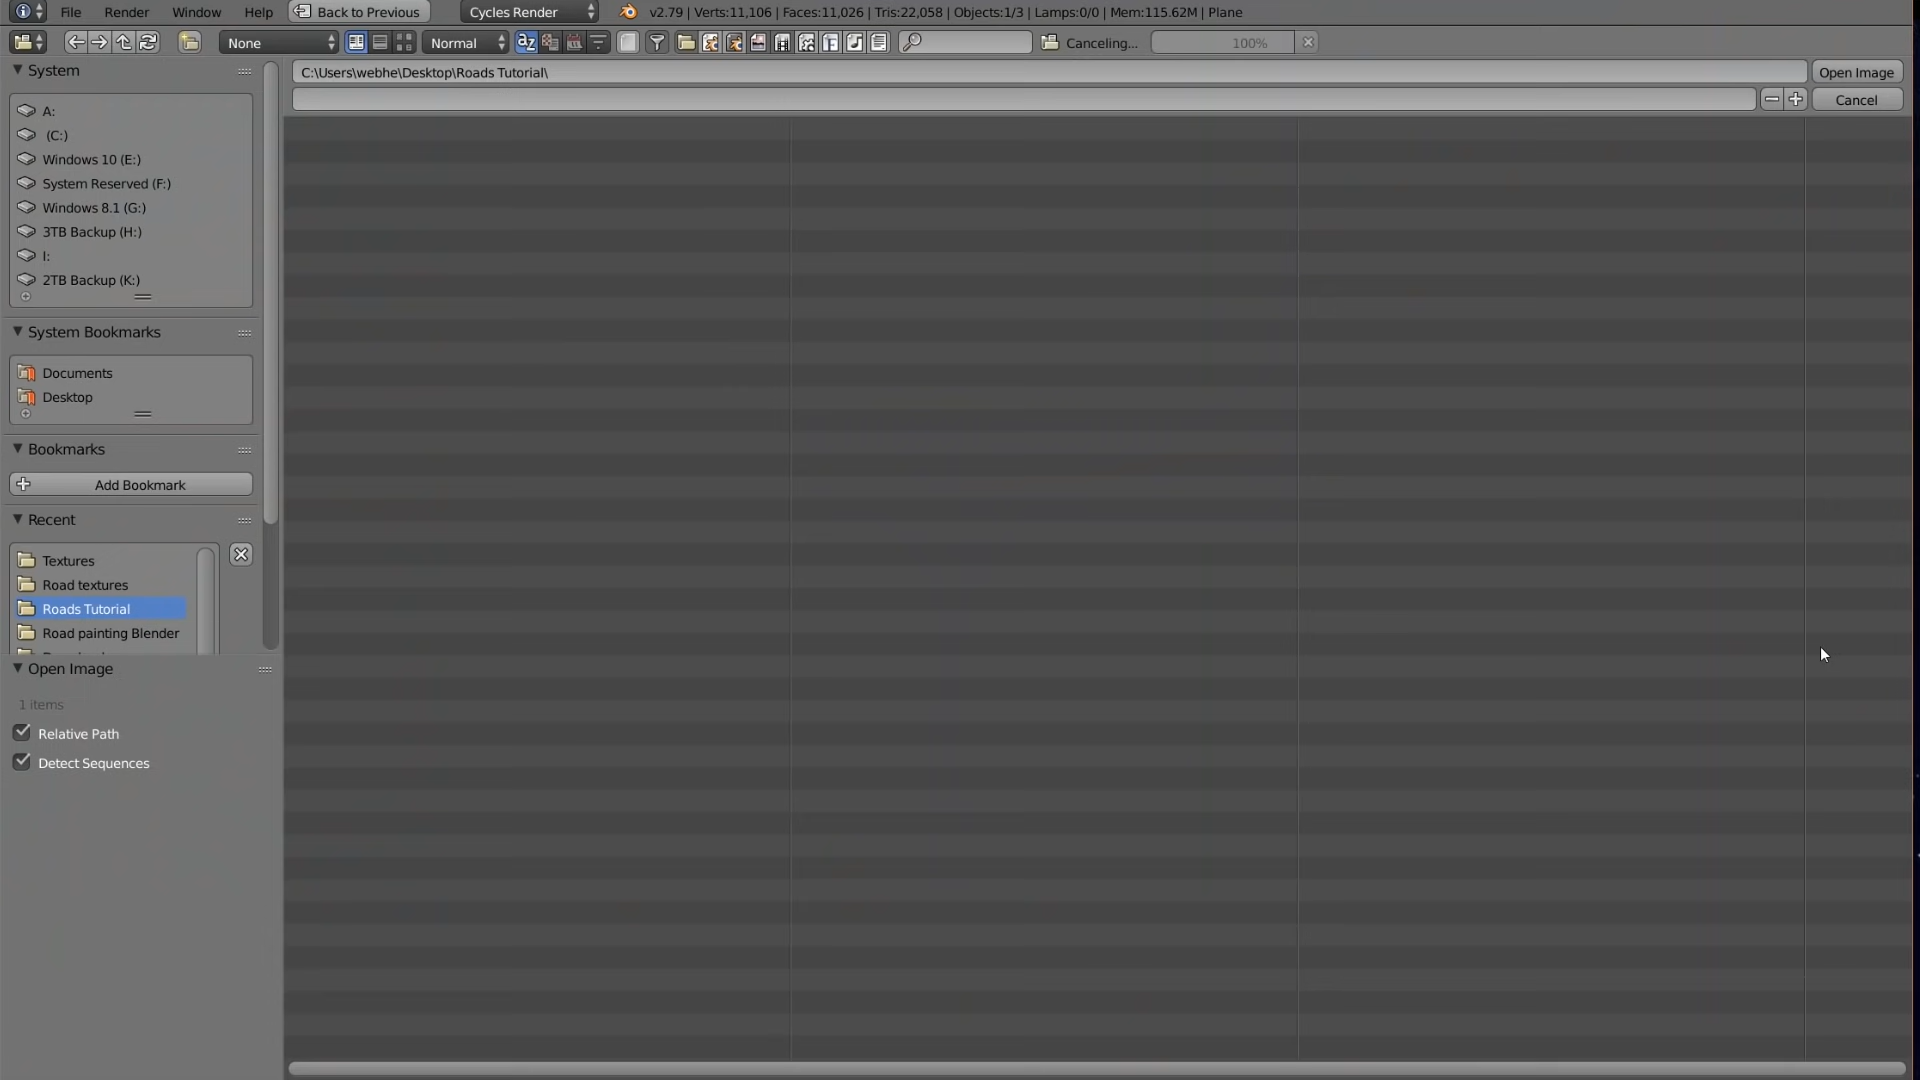 File Render Window Help Back to Previous Cycles Render v2.79 | Verts:11,106 | Faces:11,026 | Tris:22,058 | Objects:1/3 | Lamps:0/0 | Mem:115.62M | Plane
None Normal Canceling... 100%
System
C:\Users\webhe\Desktop\Roads Tutorial\ Open Image
Cancel
A:
(C:)
Windows 10 (E:)
System Reserved (F:)
Windows 8.1 (G:)
3TB Backup (H:)
I:
2TB Backup (K:)
System Bookmarks
Documents
Desktop
Bookmarks
Add Bookmark
Recent
Textures
Road textures
Roads Tutorial
Road painting Blender
Open Image
1 items
Relative Path
Detect Sequences